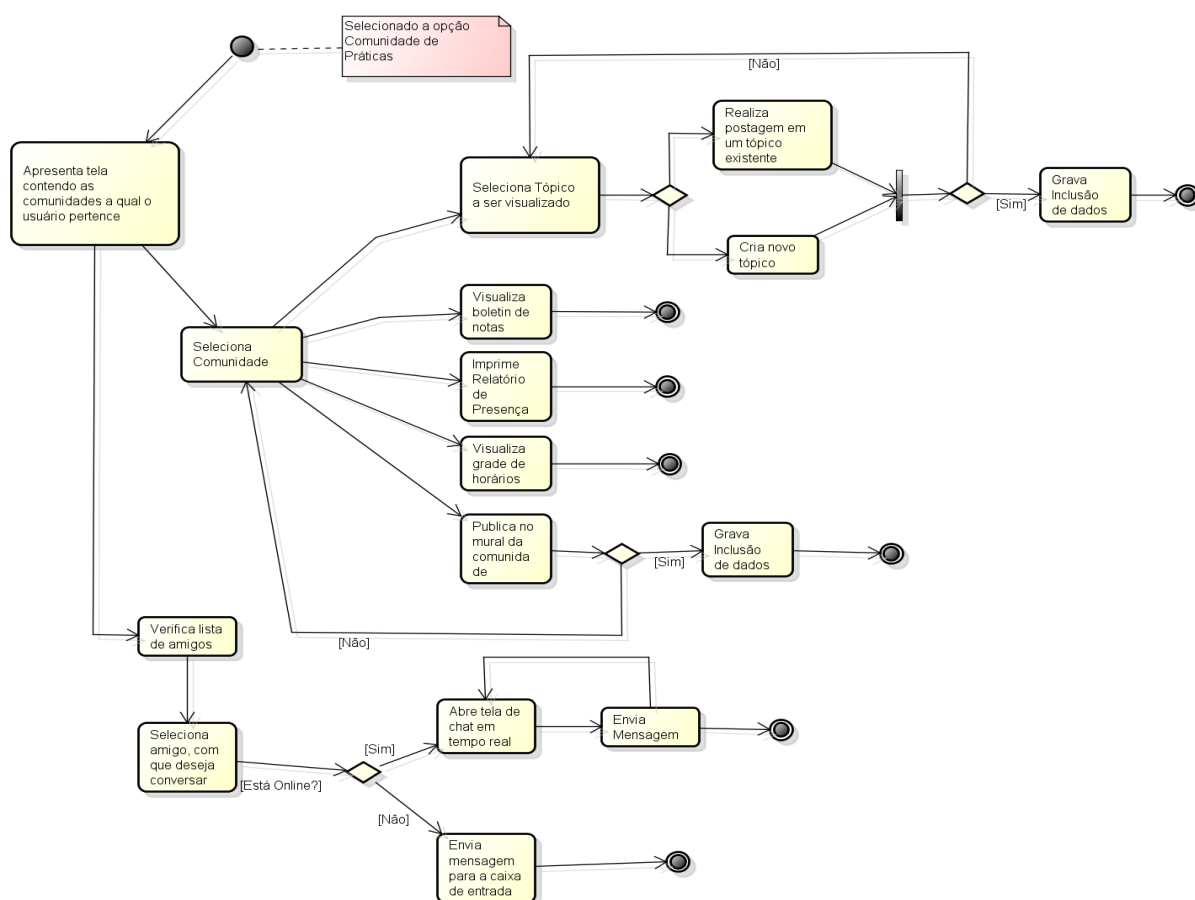 Selecionado a opção
Comunidade de
Práticas
[Não]
Realiza
postagem em
um tópico
existente
Apresenta tela
contendo as
comunidades a qual o
usuário pertence
Seleciona Tópico
a ser visualizado
Grava
Inclusão
de dados
[Sim]
Cria novo
tópico
Visualiza
boletin de
notas
Seleciona
Comunidade
Imprime
Relatório
de
Presença
Visualiza
grade de
horários
Publica no
mural da
comunida
de
[Sim]
Grava
Inclusão
de dados
[Não]
Verifica lista
de amigos
Seleciona
amigo, com
que deseja
conversar
[Está Online?]
[Sim]
Abre tela de
chat em
tempo real
Envia
Mensagem
[Não]
Envia
mensagem
para a caixa
de entrada